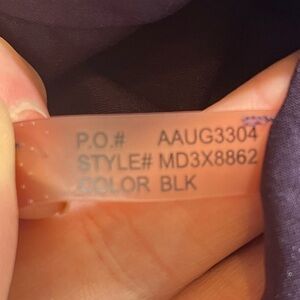 P.O.# AAUG3304
STYLE# MD3X8862
COLOR BLK